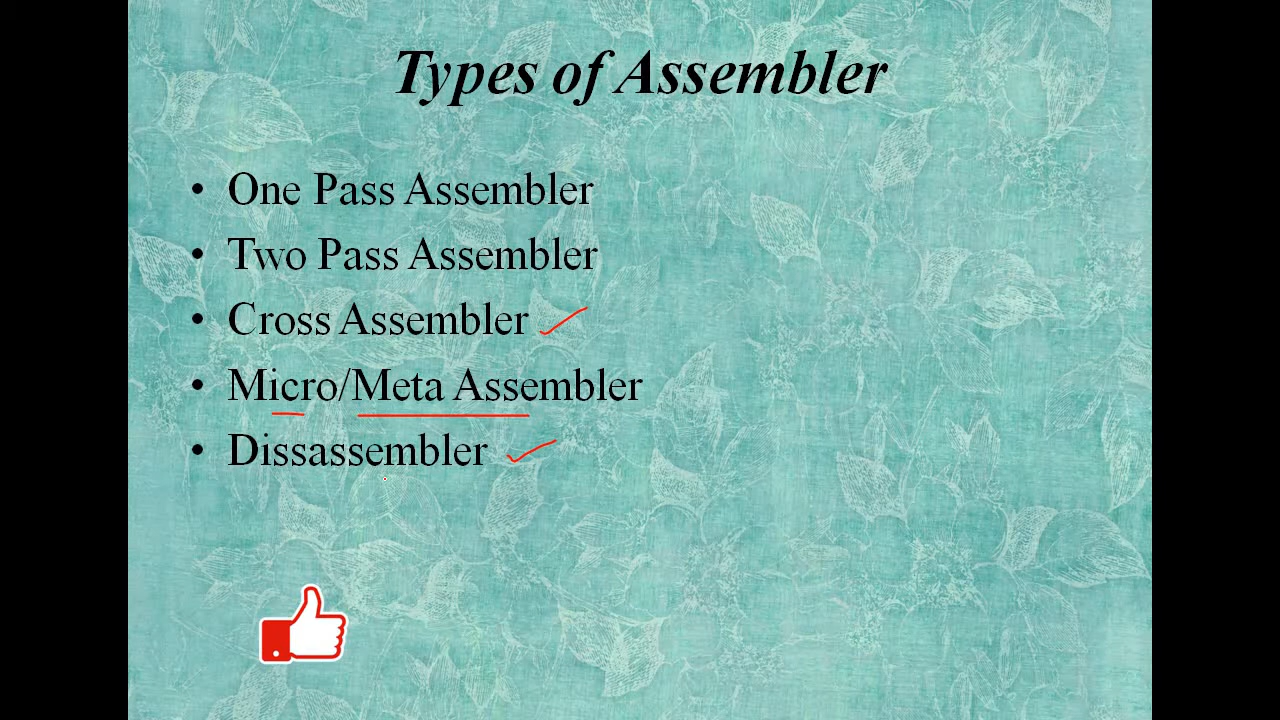 Types of Assembler
• One Pass Assembler
• Two Pass Assembler
• Cross Assembler
• Micro/Meta Assembler
• Dissassembler